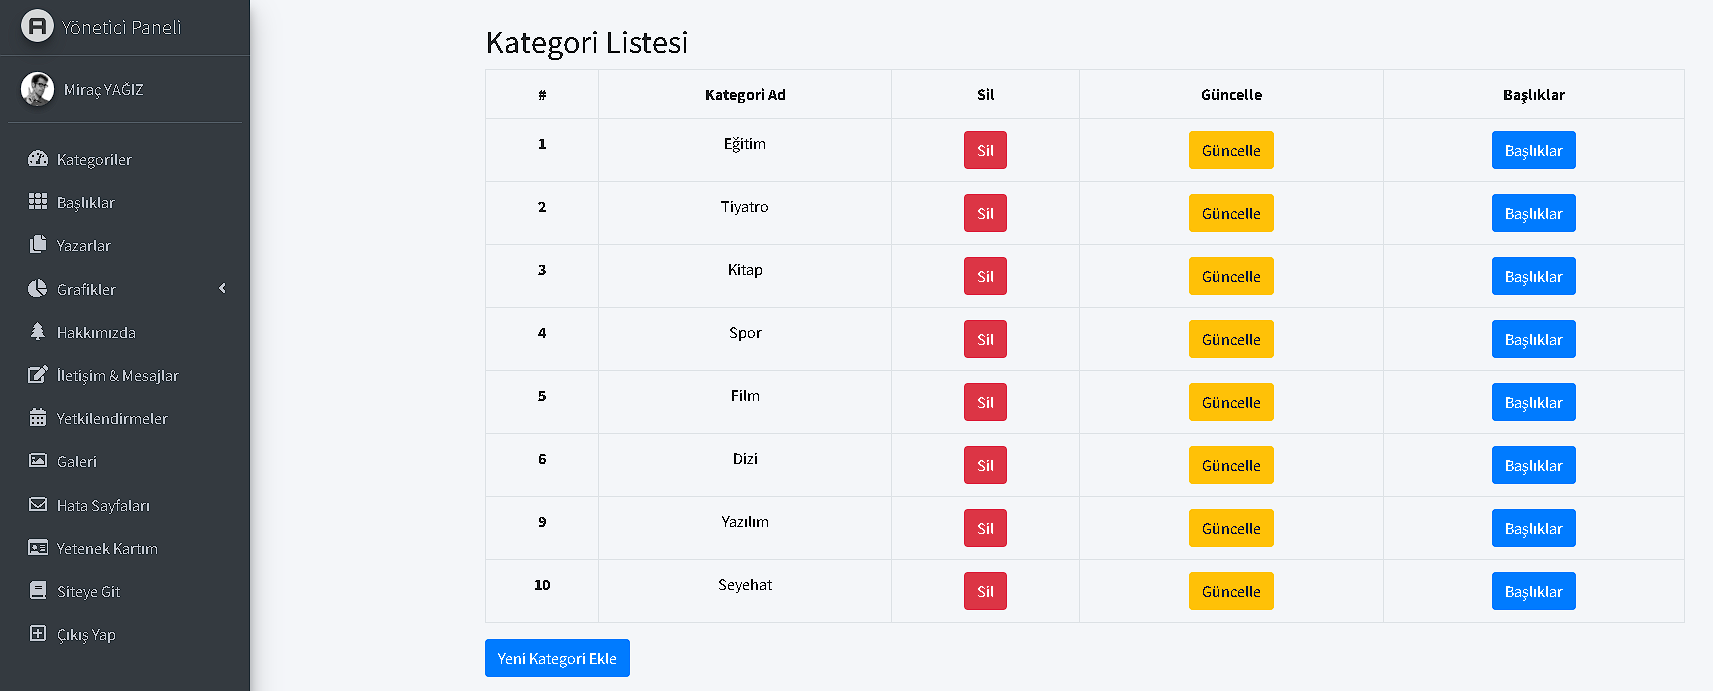 Yönetici Paneli
Miraç YAĞIZ
Kategoriler
Başlıklar
Yazarlar
Grafikler
Hakkımızda
İletişim & Mesajlar
Yetkilendirmeler
Galeri
Hata Sayfaları
Yetenek Kartım
Siteye Git
Çıkış Yap
Kategori Listesi
# Kategori Ad Sil Güncelle Başlıklar
1 Eğitim Sil Güncelle Başlıklar
2 Tiyatro Sil Güncelle Başlıklar
3 Kitap Sil Güncelle Başlıklar
4 Spor Sil Güncelle Başlıklar
5 Film Sil Güncelle Başlıklar
6 Dizi Sil Güncelle Başlıklar
9 Yazılım Sil Güncelle Başlıklar
10 Seyehat Sil Güncelle Başlıklar
Yeni Kategori Ekle